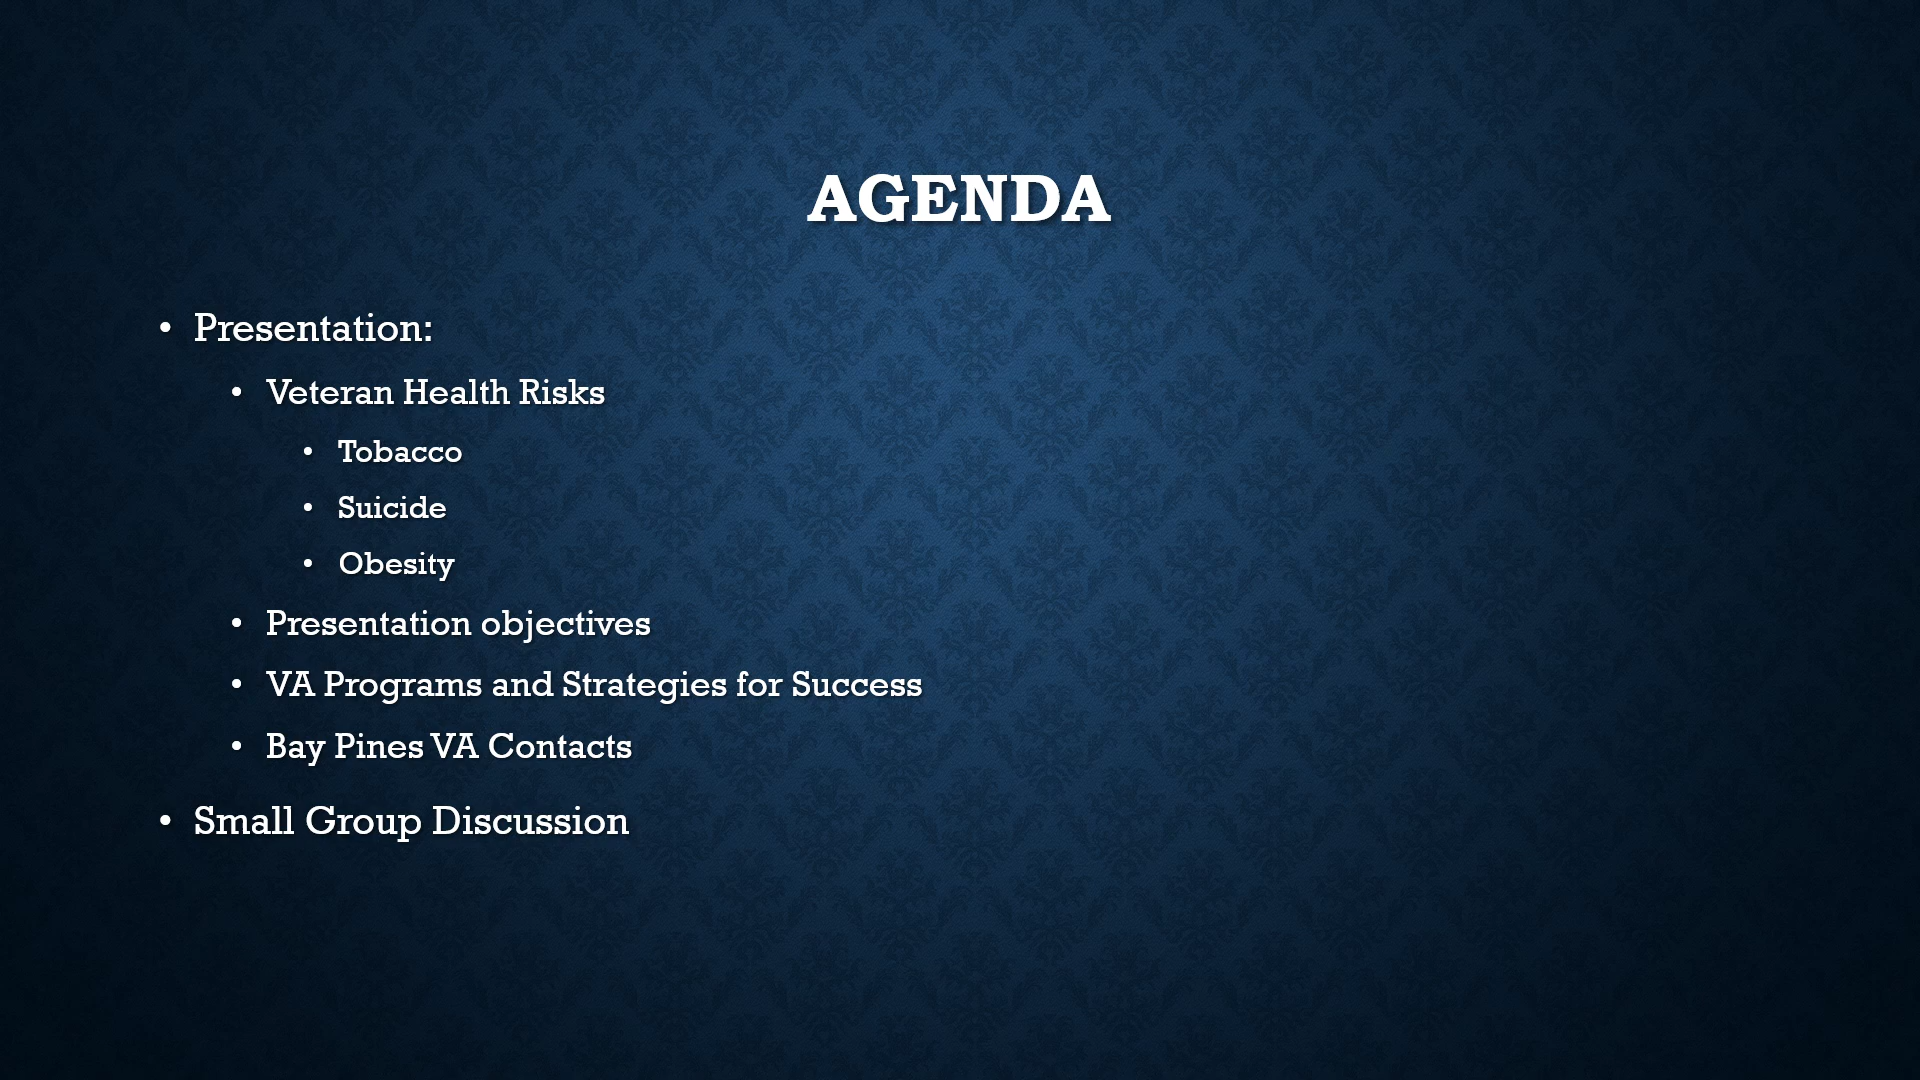 AGENDA
• Presentation:
• Veteran Health Risks
• Tobacco
• Suicide
• Obesity
• Presentation objectives
• VA Programs and Strategies for Success
• Bay Pines VA Contacts
• Small Group Discussion